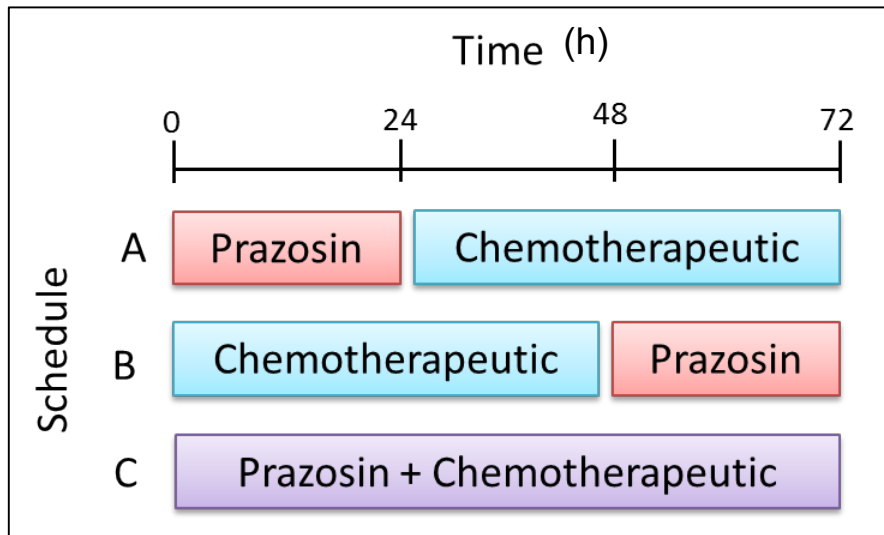 Time (h)
0 24 48 72
Schedule
A Prazosin Chemotherapeutic
B Chemotherapeutic Prazosin
C Prazosin + Chemotherapeutic